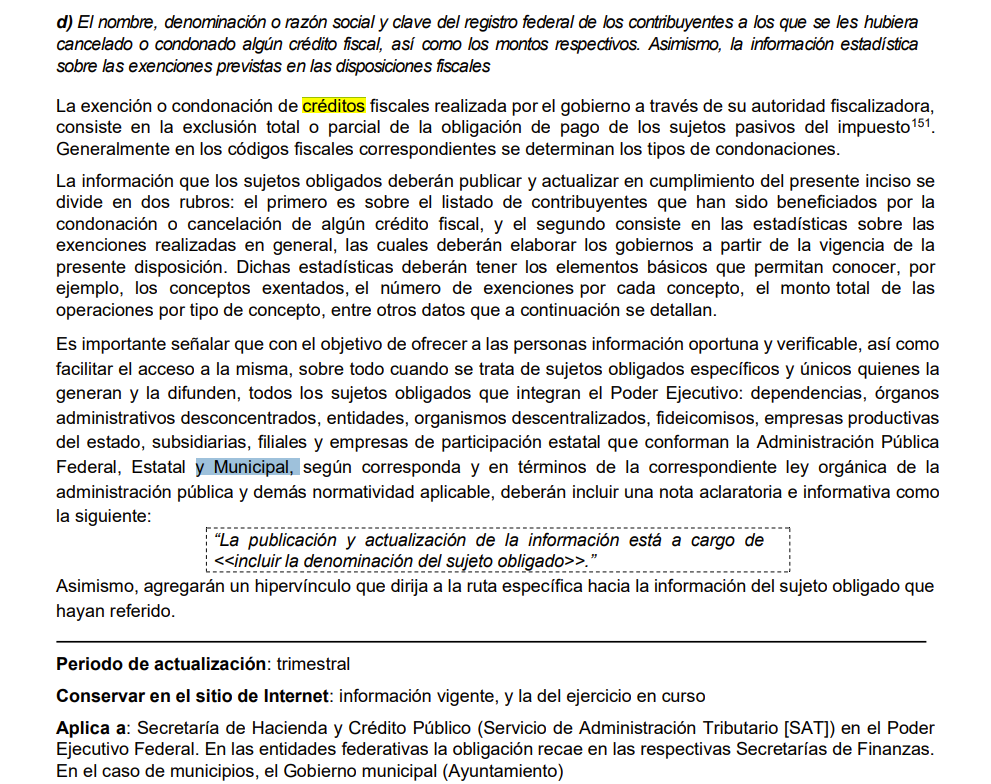 d) El nombre, denominación o razón social y clave del registro federal de los contribuyentes a los que se les hubiera
cancelado o condonado algún crédito fiscal, así como los montos respectivos. Asimismo, la información estadística
sobre las exenciones previstas en las disposiciones fiscales
La exención o condonación de créditos fiscales realizada por el gobierno a través de su autoridad fiscalizadora,
consiste en la exclusión total o parcial de la obligación de pago de los sujetos pasivos del impuesto151.
Generalmente en los códigos fiscales correspondientes se determinan los tipos de condonaciones.
La información que los sujetos obligados deberán publicar y actualizar en cumplimiento del presente inciso se
divide en dos rubros: el primero es sobre el listado de contribuyentes que han sido beneficiados por la
condonación o cancelación de algún crédito fiscal, y el segundo consiste en las estadísticas sobre las
exenciones realizadas en general, las cuales deberán elaborar los gobiernos a partir de la vigencia de la
presente disposición. Dichas estadísticas deberán tener los elementos básicos que permitan conocer, por
ejemplo, los conceptos exentados, el número de exenciones por cada concepto, el monto total de las
operaciones por tipo de concepto, entre otros datos que a continuación se detallan.
Es importante señalar que con el objetivo de ofrecer a las personas información oportuna y verificable, así como
facilitar el acceso a la misma, sobre todo cuando se trata de sujetos obligados específicos y únicos quienes la
generan y la difunden, todos los sujetos obligados que integran el Poder Ejecutivo: dependencias, órganos
administrativos desconcentrados, entidades, organismos descentralizados, fideicomisos, empresas productivas
del estado, subsidiarias, filiales y empresas de participación estatal que conforman la Administración Pública
Federal, Estatal y Municipal, según corresponda y en términos de la correspondiente ley orgánica de la
administración pública y demás normatividad aplicable, deberán incluir una nota aclaratoria e informativa como
la siguiente:
“La publicación y actualización de la información está a cargo de
<<incluir la denominación del sujeto obligado>>.”
Asimismo, agregarán un hipervínculo que dirija a la ruta específica hacia la información del sujeto obligado que
hayan referido.
Periodo de actualización: trimestral
Conservar en el sitio de Internet: información vigente, y la del ejercicio en curso
Aplica a: Secretaría de Hacienda y Crédito Público (Servicio de Administración Tributario [SAT]) en el Poder
Ejecutivo Federal. En las entidades federativas la obligación recae en las respectivas Secretarías de Finanzas.
En el caso de municipios, el Gobierno municipal (Ayuntamiento)